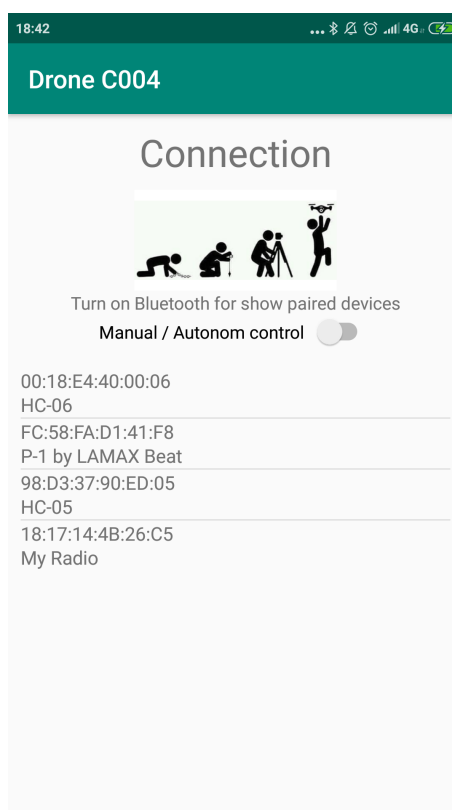 18:42
4G
Drone C004
Connection
Turn on Bluetooth for show paired devices
Manual / Autonom control
00:18:E4:40:00:06
HC-06
FC:58:FA:D1:41:F8
P-1 by LAMAX Beat
98:D3:37:90:ED:05
HC-05
18:17:14:4B:26:C5
My Radio